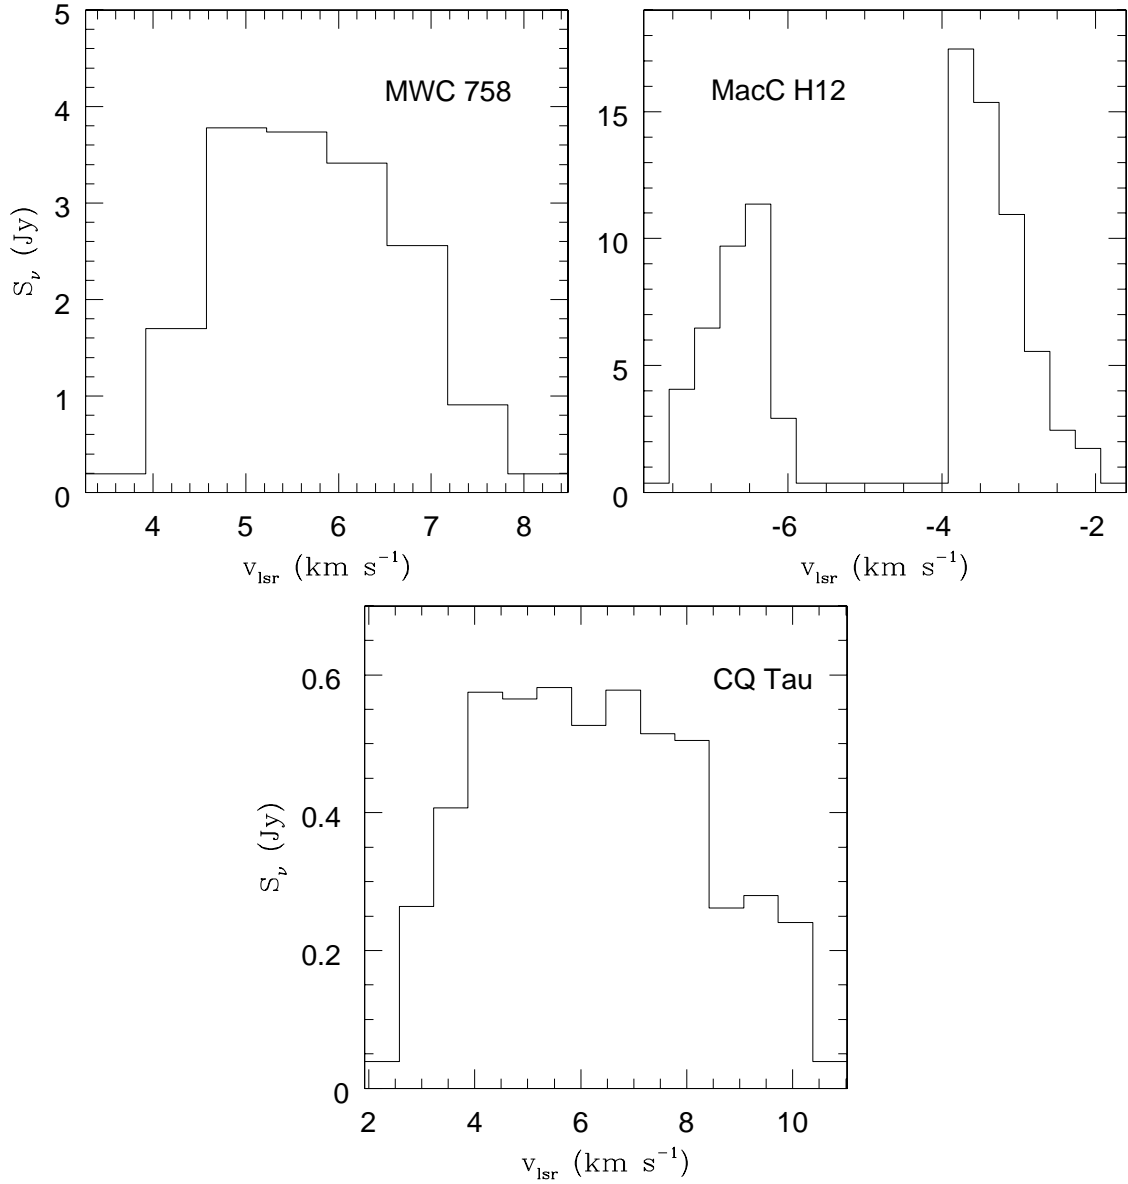 5
4
3
2
1
0
MWC 758
S_ν (Jy)
4 5 6 7 8
v_lsr (km s⁻¹)
15
10
5
0
MacC H12
-6 -4 -2
v_lsr (km s⁻¹)
0.6
0.4
0.2
0
CQ Tau
S_ν (Jy)
2 4 6 8 10
v_lsr (km s⁻¹)